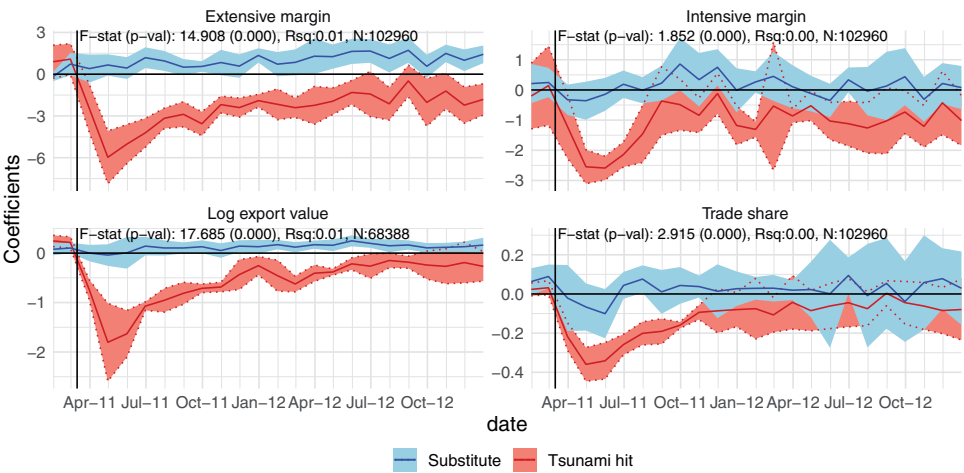 Extensive margin
F−stat (p−val): 14.908 (0.000), Rsq:0.01, N:102960
3
0
−3
−6
Intensive margin
F−stat (p−val): 1.852 (0.000), Rsq:0.00, N:102960
1
0
−1
−2
−3
Coefficients
Log export value
F−stat (p−val): 17.685 (0.000), Rsq:0.01, N:68388
0
−1
−2
Trade share
F−stat (p−val): 2.915 (0.000), Rsq:0.00, N:102960
0.2
0.0
−0.2
−0.4
Apr−11 Jul−11 Oct−11 Jan−12 Apr−12 Jul−12 Oct−12
Apr−11 Jul−11 Oct−11 Jan−12 Apr−12 Jul−12 Oct−12
date
Substitute Tsunami hit